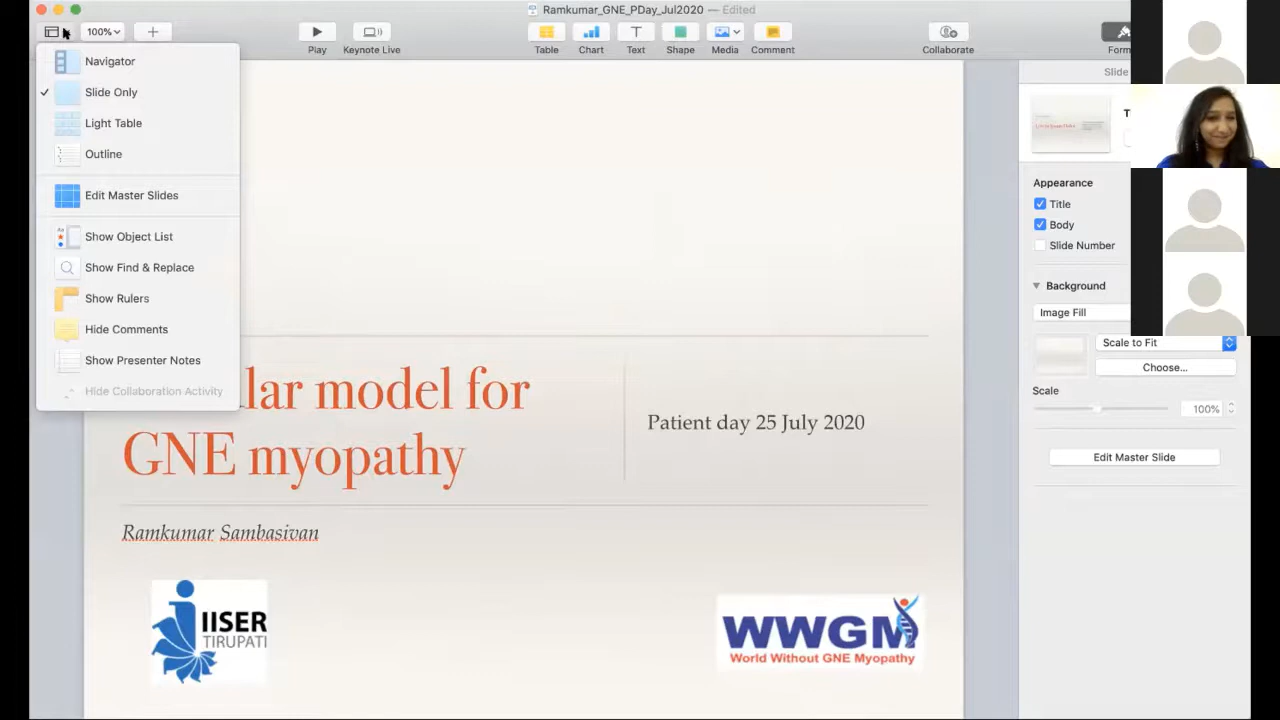 Ramkumar_GNE_PDay_Jul2020 — Edited
100%
Play
Keynote Live
Table
Chart
Text
Shape
Media
Comment
Collaborate
Navigator
Slide Only
Light Table
Outline
Edit Master Slides
Show Object List
Show Find & Replace
Show Rulers
Hide Comments
Show Presenter Notes
Hide Collaboration Activity
model for
GNE myopathy
Patient day 25 July 2020
Ramkumar Sambasivan
IISER
TIRUPATI
WWGM
World Without GNE Myopathy
Slide
Appearance
Title
Body
Slide Number
Background
Image Fill
Scale to Fit
Choose...
Scale
100%
Edit Master Slide